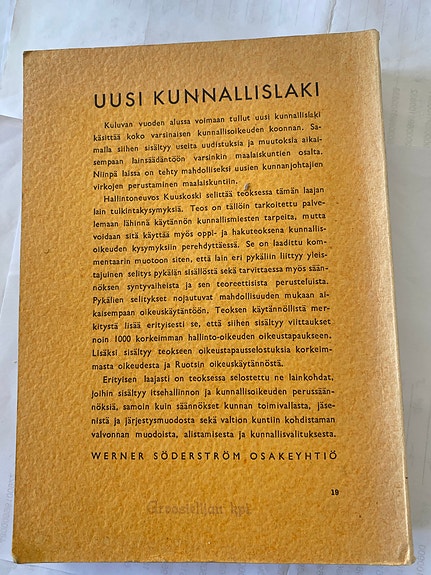 UUSI KUNNALLISLAKI
Kuluvan vuoden alussa voimaan tullut uusi kunnallislaki
käsittää koko varsinaisen kunnallisoikeuden koonnan. Sa-
malla siihen sisältyy useita uudistuksia ja muutoksia aikai-
sempaan lainsäädäntöön varsinkin maalaiskuntien osalta.
Niinpä laissa on tehty mahdolliseksi uusien kunnanjohtajien
virkojen perustaminen maalaiskuntiin.
Hallintoneuvos Kuuskoski selittää teoksessa tämän laajan
lain tulkintakysymyksiä. Teos on tällöin tarkoitettu palve-
lemaan lähinnä käytännön kunnallismiesten tarpeita, mutta
voidaan sitä käyttää myös oppi- ja hakuteoksena kunnallis-
oikeuden kysymyksiin perehdyttäessä. Se on laadittu kom-
mentaarin muotoon siten, että lain eri pykäliin liittyy yleis-
tajuinen selitys pykälän sisällöstä sekä tarvittaessa myös sään-
nöksen syntyvaiheista ja sen teoreettisista perusteluista.
Pykälien selitykset nojautuvat mahdollisuuden mukaan ai-
kaisempaan oikeuskäytäntöön. Teoksen käytännöllistä mer-
kitystä lisää erityisesti se, että siihen sisältyy viittaukset
noin 1000 korkeimman hallinto-oikeuden oikeustapaukseen.
Lisäksi sisältyy teokseen oikeustapausselostuksia korkeim-
masta oikeudesta ja Ruotsin oikeuskäytännöstä.
Erityisen laajasti on teoksessa selostettu ne lainkohdat,
joihin sisältyy itsehallinnon ja kunnallisoikeuden perussään-
nöksiä, samoin kuin säännökset kunnan toimivallasta, jäse-
nistä ja järjestysmuodosta sekä valtion kuntiin kohdistaman
valvonnan muodoista, alistamisesta ja kunnallisvalituksesta.
WERNER SÖDERSTRÖM OSAKEYHTIÖ
19
Arvostelijan kpl